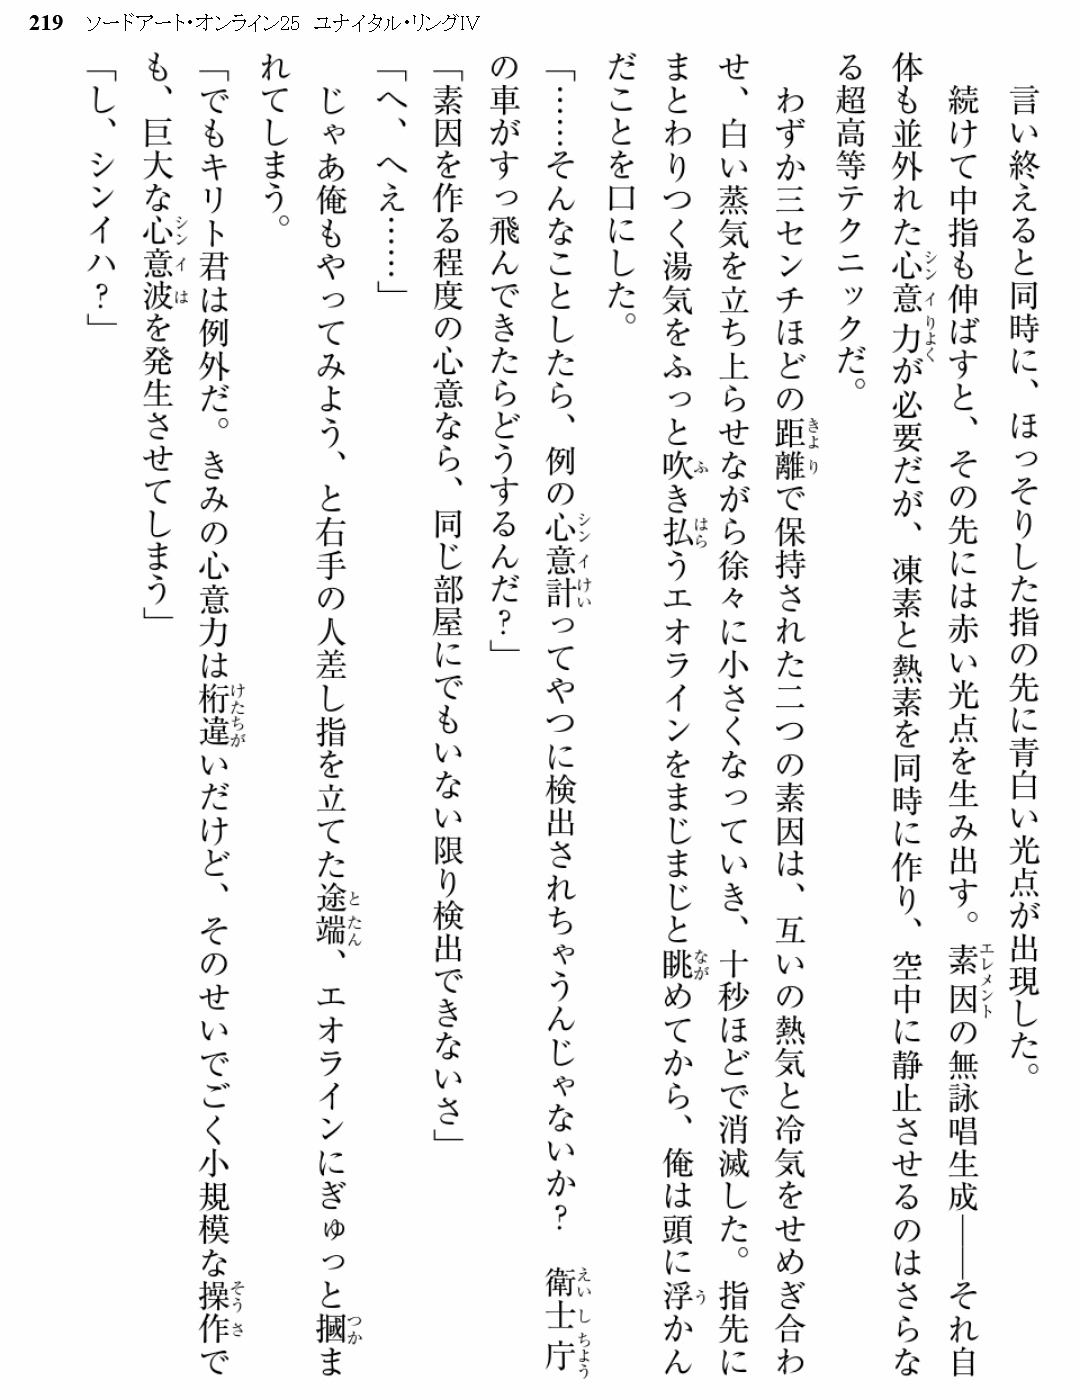 219 ソードアート・オンライン25 ユナイタル・リングIV
言い終えると同時に、ほっそりした指の先に青白い光点が出現した。
続けて中指も伸ばすと、その先には赤い光点を生み出す。素因の無詠唱生成――それ自
体も並外れた心意力が必要だが、凍素と熱素を同時に作り、空中に静止させるのはさらな
る超高等テクニックだ。
わずか三センチほどの距離で保持された二つの素因は、互いの熱気と冷気をせめぎ合わ
せ、白い蒸気を立ち上らせながら徐々に小さくなっていき、十秒ほどで消滅した。指先に
まとわりつく湯気をふっと吹き払うエオラインをまじまじと眺めてから、俺は頭に浮かん
だことを口にした。
「……そんなことしたら、例の心意計ってやつに検出されちゃうんじゃないか？　衛士庁
の車がすっ飛んできたらどうするんだ？」
「素因を作る程度の心意なら、同じ部屋にでもいない限り検出できないさ」
「へ、へえ……」
じゃあ俺もやってみよう、と右手の人差し指を立てた途端、エオラインにぎゅっと摑ま
れてしまう。
「でもキリト君は例外だ。きみの心意力は桁違いだけど、そのせいでごく小規模な操作で
も、巨大な心意波を発生させてしまう」
「し、シンイハ？」